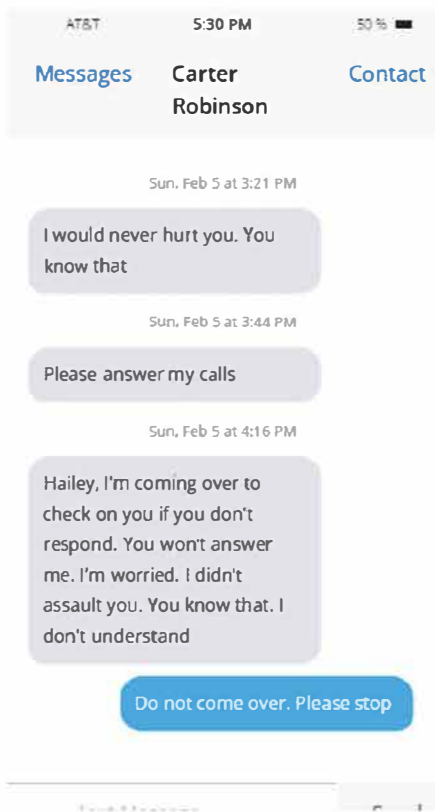 AT&T 5:30 PM 50 %
Messages Carter Contact
Robinson
Sun, Feb 5 at 3:21 PM
I would never hurt you. You
know that
Sun, Feb 5 at 3:44 PM
Please answer my calls
Sun, Feb 5 at 4:16 PM
Hailey, I'm coming over to
check on you if you don't
respond. You won't answer
me. I'm worried. I didn't
assault you. You know that. I
don't understand
Do not come over. Please stop